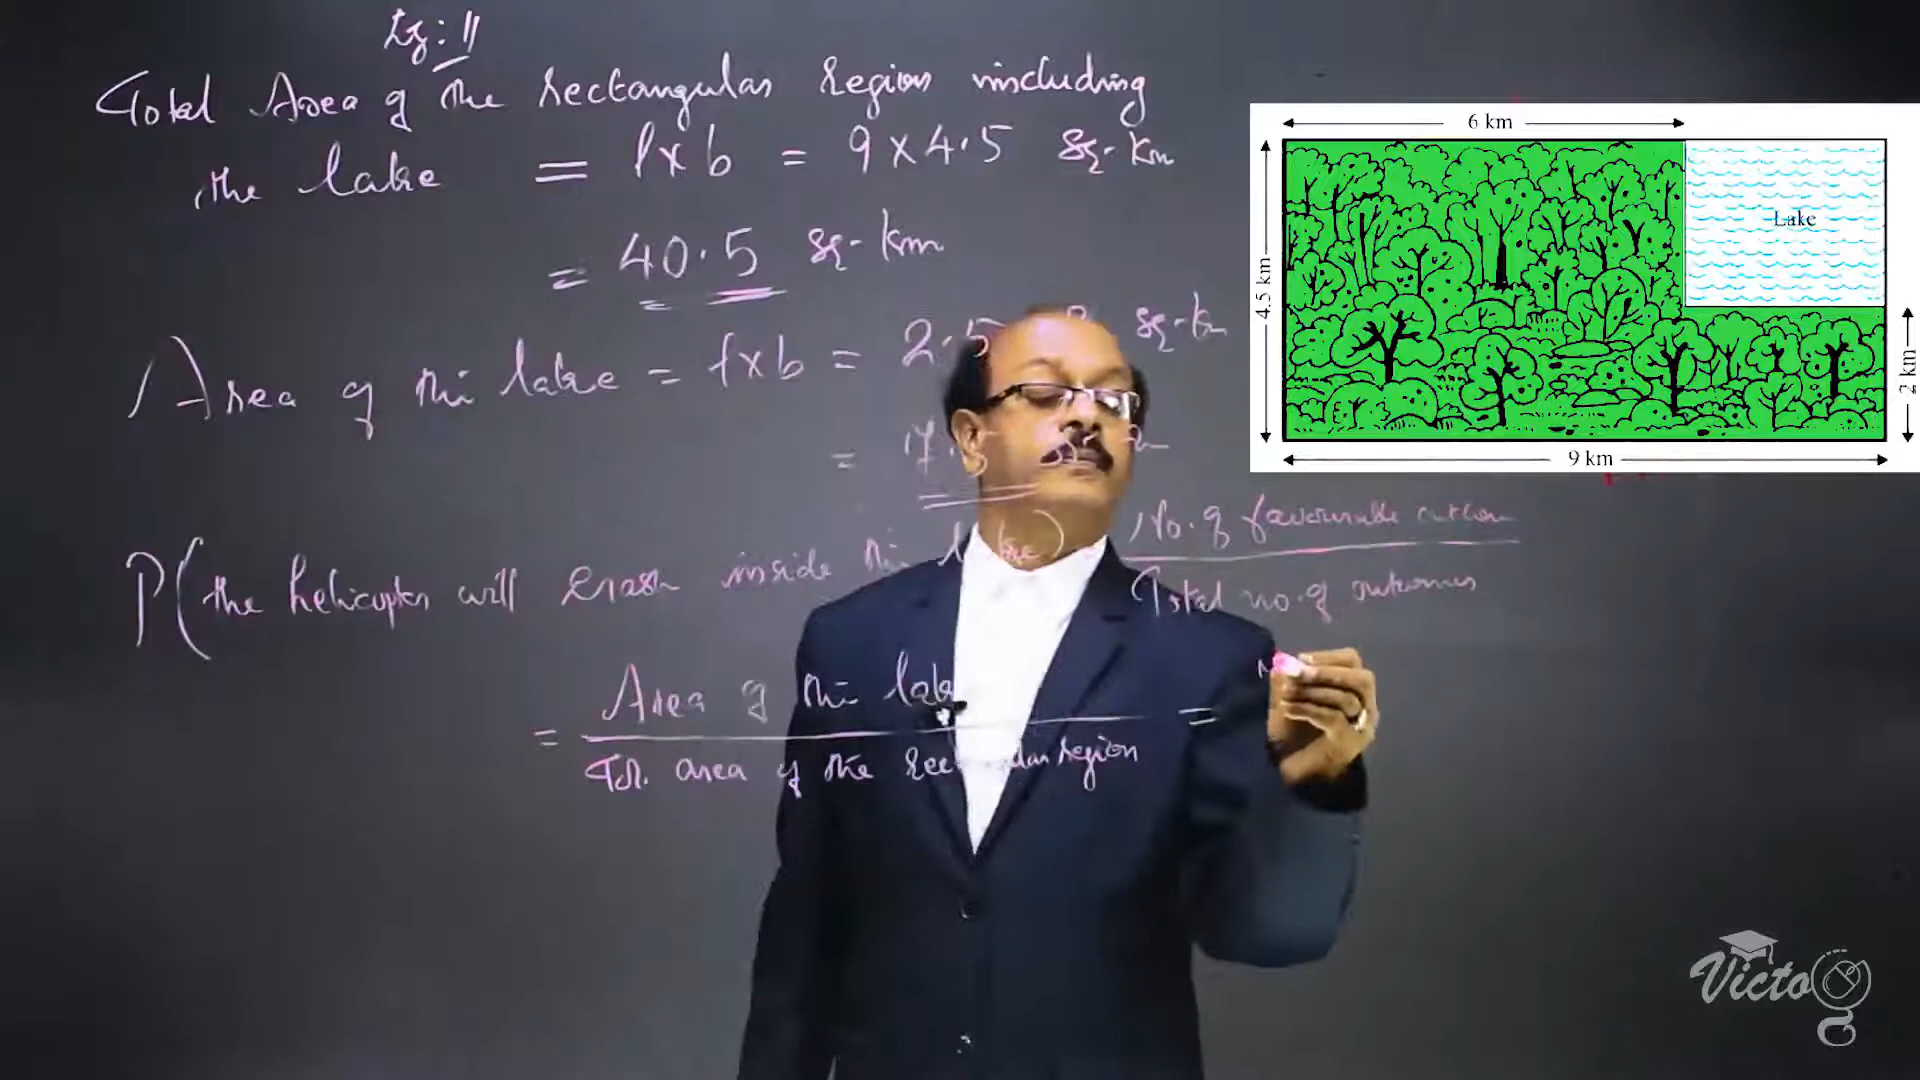 Eg: 11
Total Area of the rectangular region including
the lake = l x b = 9 x 4.5 sq-km
= 40.5 sq-km
Area of the lake = l x b = 2.5 sq-km
= 17.5
P(the helicopter will crash inside the lake) No. of favourable
Total no. of outcomes
= Area of the lake =
Tot. area of the region
6 km
4.5 km
Lake
2 km
9 km
Victo